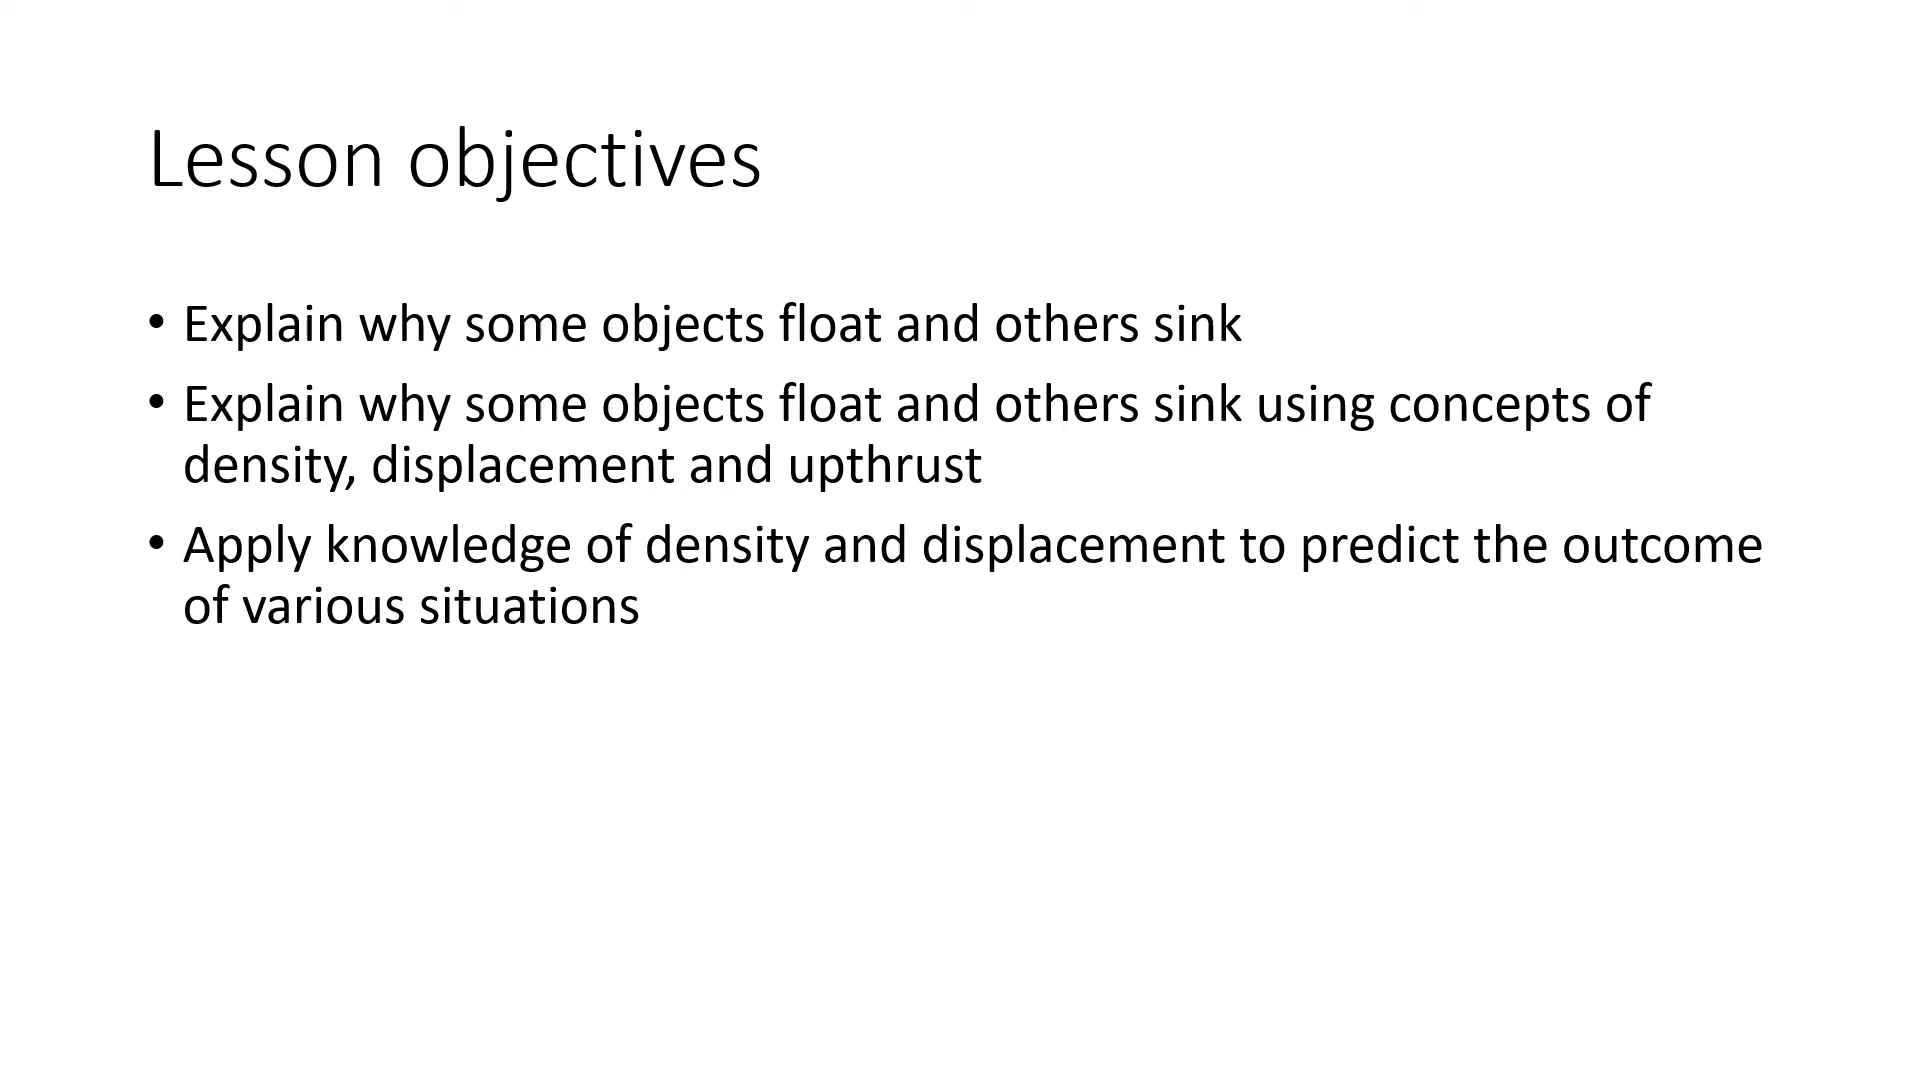 Lesson objectives
• Explain why some objects float and others sink
• Explain why some objects float and others sink using concepts of
density, displacement and upthrust
• Apply knowledge of density and displacement to predict the outcome
of various situations